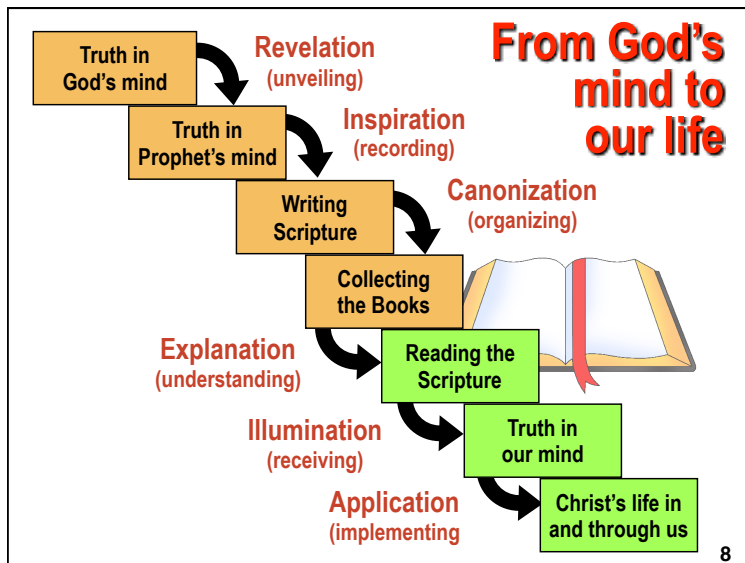 From God's
mind to
our life
Truth in
God's mind
Revelation
(unveiling)
Truth in
Prophet's mind
Inspiration
(recording)
Writing
Scripture
Canonization
(organizing)
Collecting
the Books
Explanation
(understanding)
Reading the
Scripture
Illumination
(receiving)
Truth in
our mind
Application
(implementing
Christ's life in
and through us
8